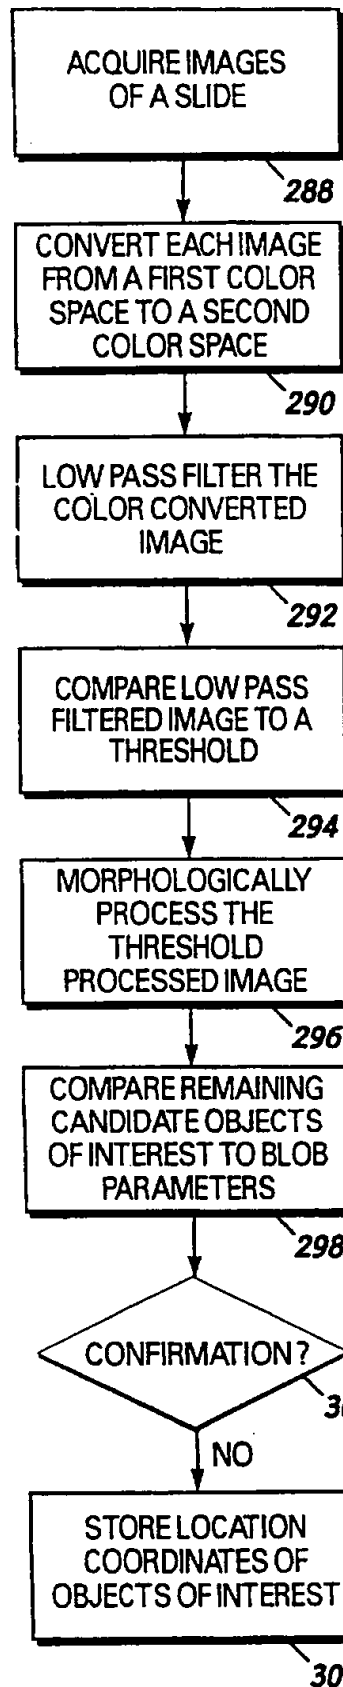 ACQUIRE IMAGES
OF A SLIDE
288
CONVERT EACH IMAGE
FROM A FIRST COLOR
SPACE TO A SECOND
COLOR SPACE
290
LOW PASS FILTER THE
COLOR CONVERTED
IMAGE
292
COMPARE LOW PASS
FILTERED IMAGE TO A
THRESHOLD
294
MORPHOLOGICALLY
PROCESS THE
THRESHOLD
PROCESSED IMAGE
296
COMPARE REMAINING
CANDIDATE OBJECTS
OF INTEREST TO BLOB
PARAMETERS
298
CONFIRMATION?
NO
STORE LOCATION
COORDINATES OF
OBJECTS OF INTEREST